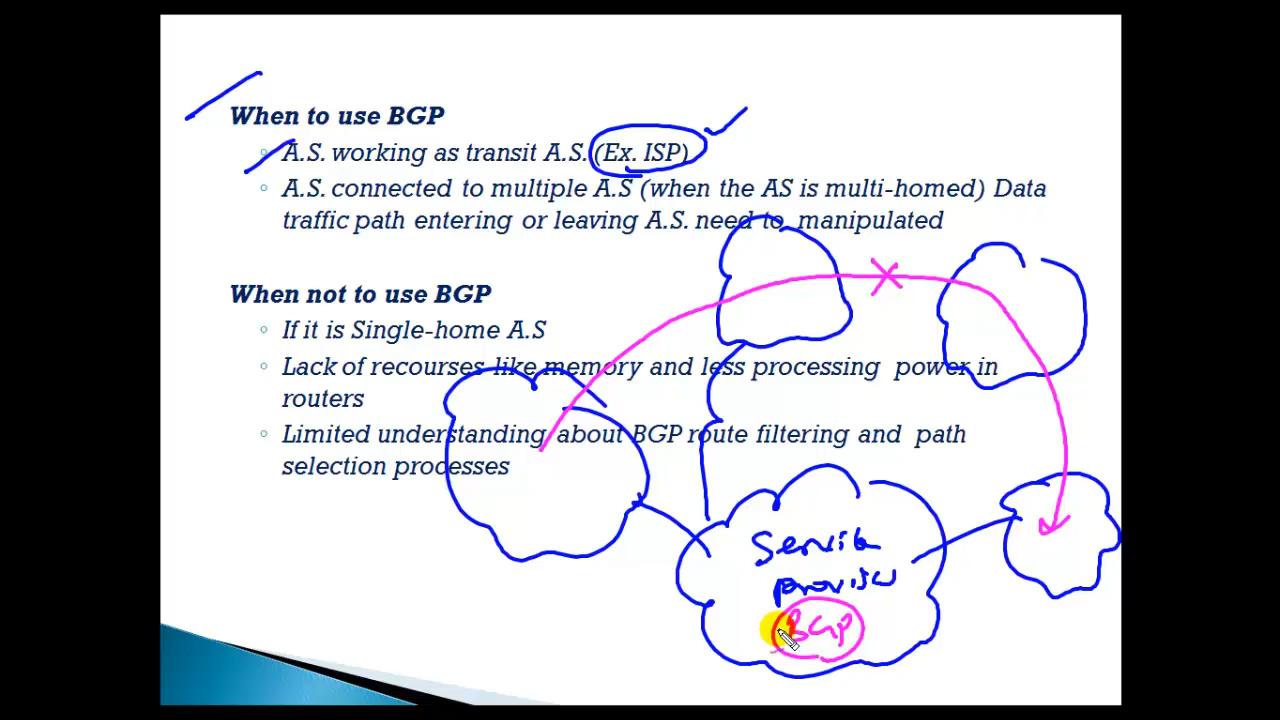 When to use BGP
A.S. working as transit A.S. (Ex. ISP)
A.S. connected to multiple A.S (when the AS is multi-homed) Data
traffic path entering or leaving A.S. need to manipulated
When not to use BGP
If it is Single-home A.S
Lack of recourses like memory and less processing power in
routers
Limited understanding about BGP route filtering and path
selection processes
BGP